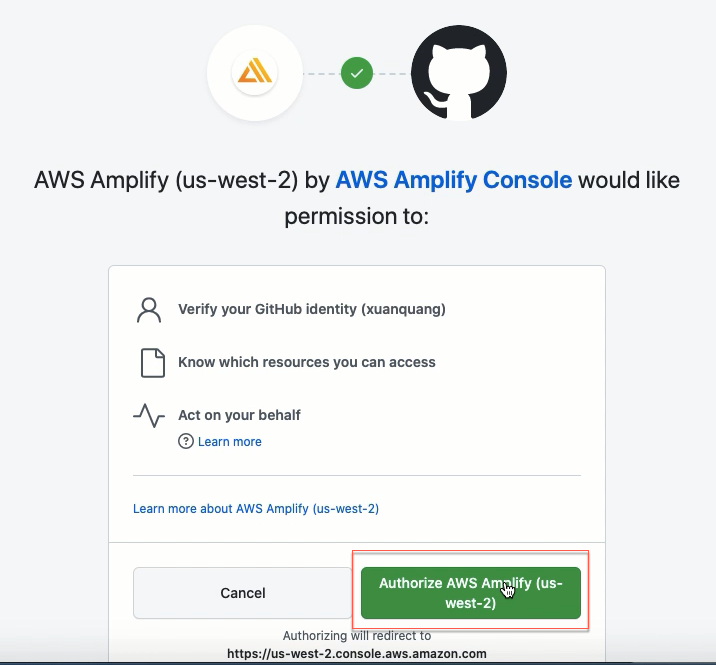 AWS Amplify (us-west-2) by AWS Amplify Console would like
permission to:
Verify your GitHub identity (xuanquang)
Know which resources you can access
Act on your behalf
? Learn more
Learn more about AWS Amplify (us-west-2)
Cancel
Authorize AWS Amplify (us-
west-2)
Authorizing will redirect to
https://us-west-2.console.aws.amazon.com